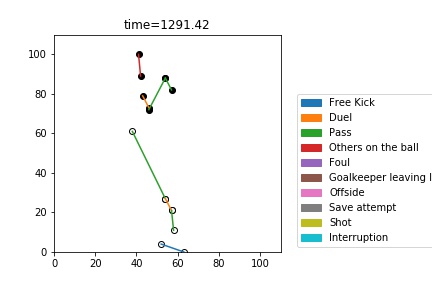 time=1291.42
100
80
60
40
20
0
0
20
40
60
80
100
Free Kick
Duel
Pass
Others on the ball
Foul
Goalkeeper leaving l
Offside
Save attempt
Shot
Interruption